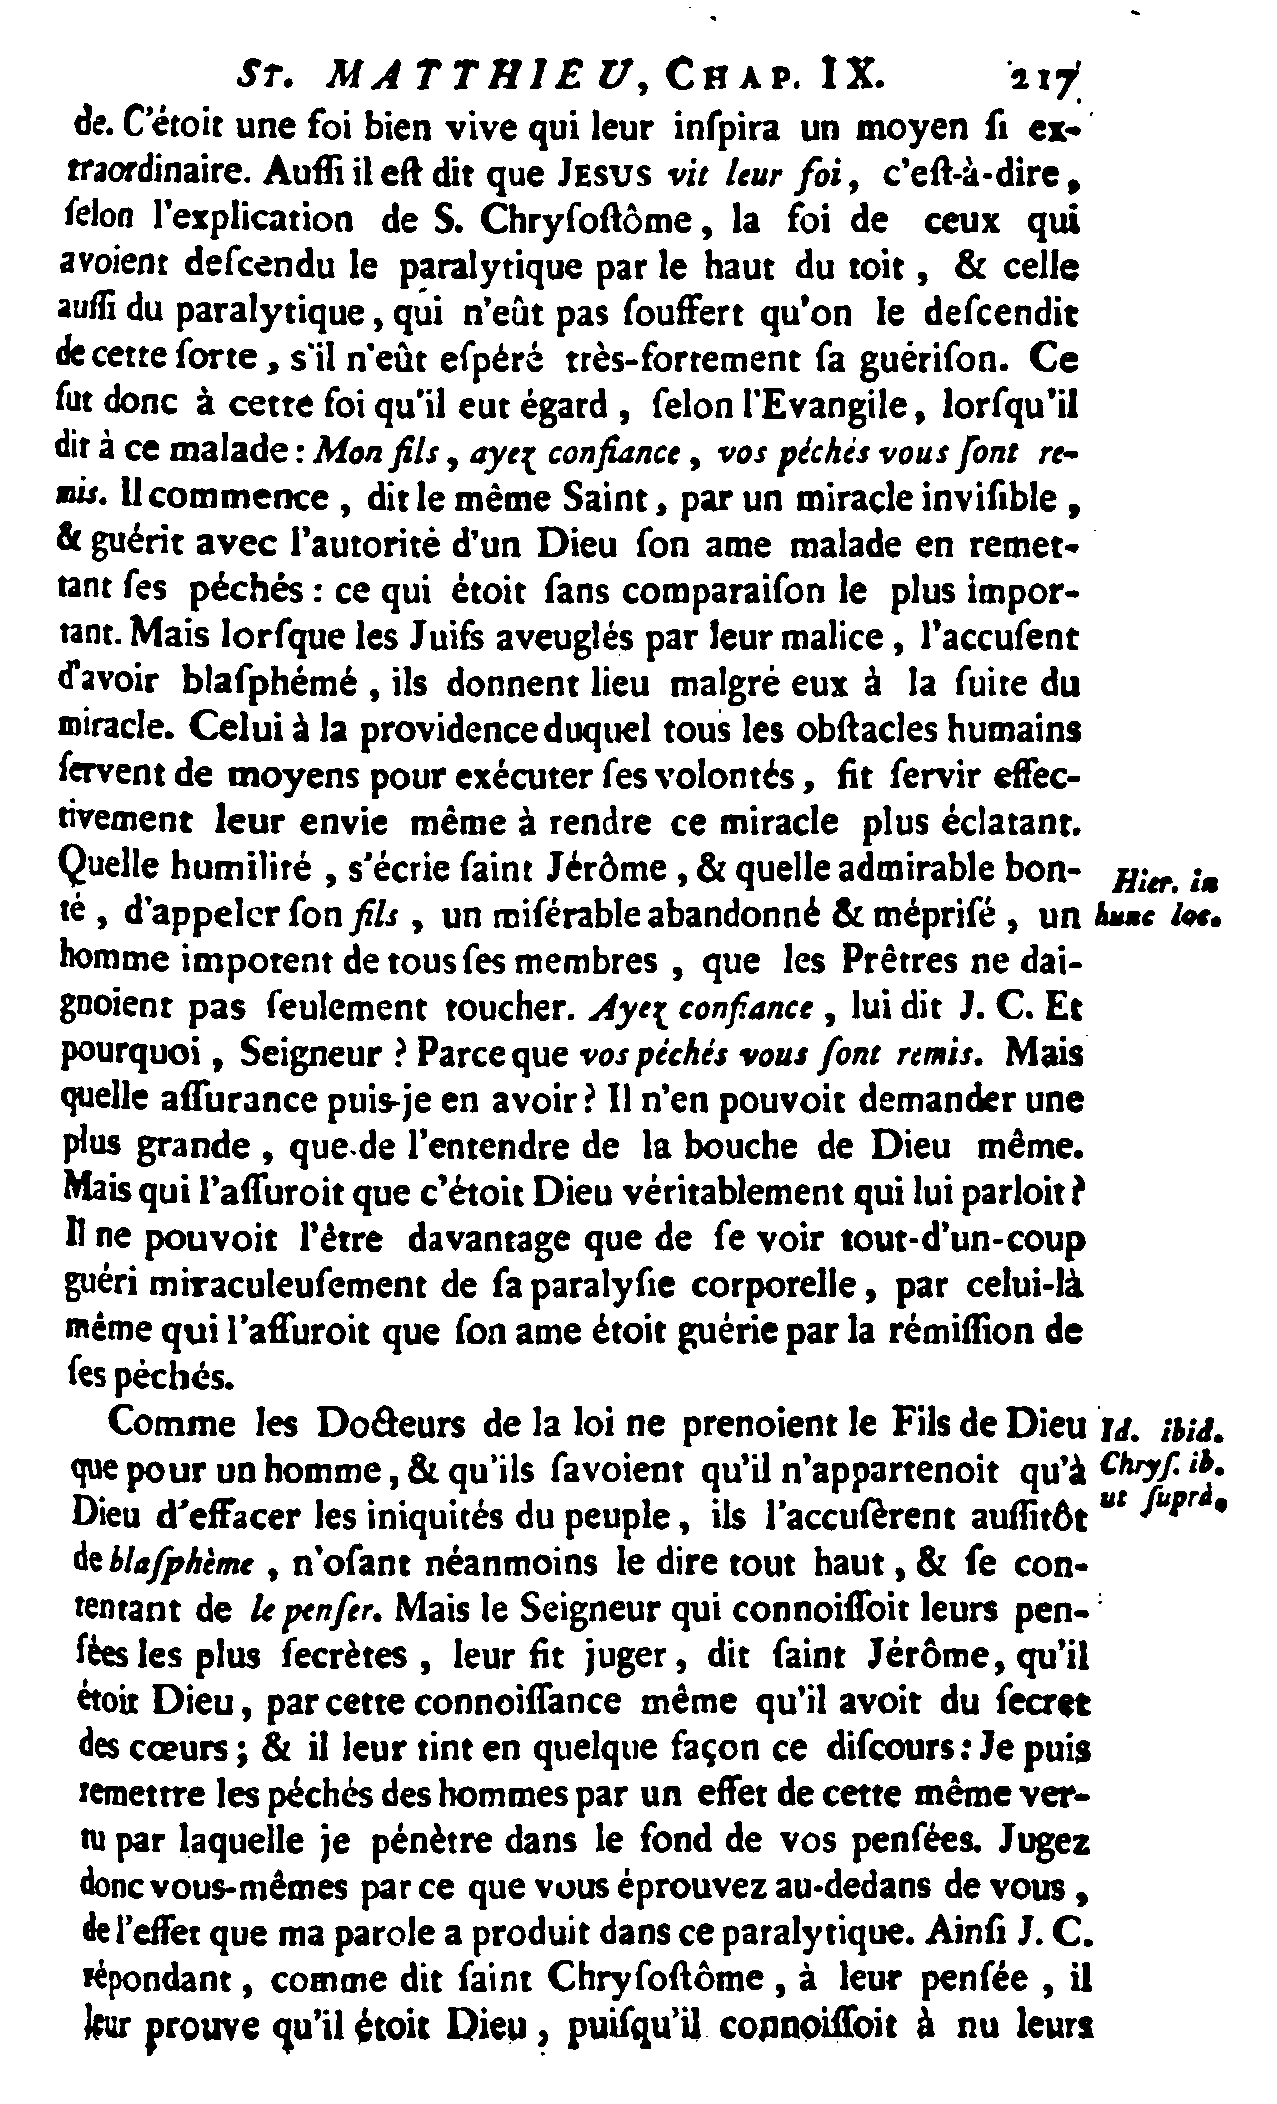 ST. MATTHIEU, CHAP. IX. 217
de. C'étoit une foi bien vive qui leur inſpira un moyen ſi ex-
traordinaire. Auſſi il eſt dit que JESUS vit leur foi, c'eſt-à-dire,
ſelon l'explication de S. Chryſoſtôme, la foi de ceux qui
avoient deſcendu le paralytique par le haut du toit, & celle
auſſi du paralytique, qui n'eût pas ſouffert qu'on le deſcendit
de cette ſorte, s'il n'eût eſpéré très-fortement ſa guériſon. Ce
fut donc à cette foi qu'il eut égard, ſelon l'Evangile, lorſqu'il
dit à ce malade : Mon fils, ayez confiance, vos péchés vous ſont re-
mis. Il commence, dit le même Saint, par un miracle inviſible,
& guérit avec l'autorité d'un Dieu ſon ame malade en remet-
tant ſes péchés : ce qui étoit ſans comparaiſon le plus impor-
tant. Mais lorſque les Juifs aveuglés par leur malice, l'accuſent
d'avoir blaſphémé, ils donnent lieu malgré eux à la ſuite du
miracle. Celui à la providence duquel tous les obſtacles humains
ſervent de moyens pour exécuter ſes volontés, fit ſervir effec-
tivement leur envie même à rendre ce miracle plus éclatant.
Quelle humilité, s'écrie ſaint Jérôme, & quelle admirable bon-
té, d'appeler ſon fils, un miſérable abandonné & mépriſé, un
homme impotent de tous ſes membres, que les Prêtres ne dai-
gnoient pas ſeulement toucher. Ayez confiance, lui dit J. C. Et
pourquoi, Seigneur ? Parce que vos péchés vous ſont remis. Mais
quelle aſſurance puis-je en avoir ? Il n'en pouvoit demander une
plus grande, que de l'entendre de la bouche de Dieu même.
Mais qui l'aſſuroit que c'étoit Dieu véritablement qui lui parloit ?
Il ne pouvoit l'être davantage que de ſe voir tout-d'un-coup
guéri miraculeuſement de ſa paralyſie corporelle, par celui-là
même qui l'aſſuroit que ſon ame étoit guérie par la rémiſſion de
ſes péchés.
Hier. in
hunc loc.
Comme les Docteurs de la loi ne prenoient le Fils de Dieu
que pour un homme, & qu'ils ſavoient qu'il n'appartenoit qu'à
Dieu d'effacer les iniquités du peuple, ils l'accuſèrent auſſitôt
de blaſphème, n'oſant néanmoins le dire tout haut, & ſe con-
tentant de le penſer. Mais le Seigneur qui connoiſſoit leurs pen-
ſées les plus ſecrètes, leur fit juger, dit ſaint Jérôme, qu'il
étoit Dieu, par cette connoiſſance même qu'il avoit du ſecret
des cœurs ; & il leur tint en quelque façon ce diſcours : Je puis
remettre les péchés des hommes par un effet de cette même ver-
tu par laquelle je pénètre dans le fond de vos penſées. Jugez
donc vous-mêmes par ce que vous éprouvez au-dedans de vous,
de l'effet que ma parole a produit dans ce paralytique. Ainſi J. C.
répondant, comme dit ſaint Chryſoſtôme, à leur penſée, il
leur prouve qu'il étoit Dieu, puiſqu'il connoiſſoit à nu leurs
Id. ibid.
Chryſ. ib.
ut ſuprà.